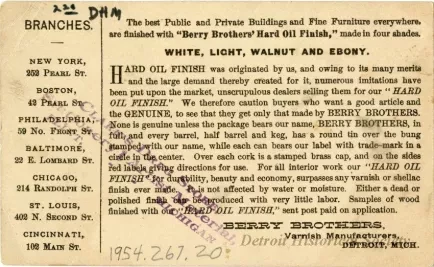 DHM
BRANCHES.
NEW YORK,
252 PEARL ST.
BOSTON,
42 PEARL ST.
PHILADELPHIA,
59 NO. FRONT ST.
BALTIMORE,
22 E. LOMBARD ST.
CHICAGO,
214 RANDOLPH ST.
ST. LOUIS,
402 N. SECOND ST.
CINCINNATI,
102 MAIN ST.
The best Public and Private Buildings and Fine Furniture everywhere,
are finished with "Berry Brothers' Hard Oil Finish," made in four shades.
WHITE, LIGHT, WALNUT AND EBONY.
HARD OIL FINISH was originated by us, and owing to its many merits
and the large demand thereby created for it, numerous imitations have
been put upon the market, unscrupulous dealers selling them for our "HARD
OIL FINISH." We therefore caution buyers who want a good article and
the GENUINE, to see that they get only that made by BERRY BROTHERS.
None is genuine unless the package bears our name, BERRY BROTHERS, in
full, and every barrel, half barrel and keg, has a round tin over the bung
stamped with our name, while each can bears our label with trade-mark in a
circle in the center. Over each cork is a stamped brass cap, and on the sides
red labels giving directions for use. For all interior work our "HARD OIL
FINISH," for durability, beauty and economy, surpasses any varnish or shellac
finish ever made. It is not affected by water or moisture. Either a dead or
polished finish can be produced with very little labor. Samples of wood
finished with our "HARD OIL FINISH," sent post paid on application.
BERRY BROTHERS,
Varnish Manufacturers,
DETROIT, MICH.
MICHIGAN
Detroit Historical
1954.267.20